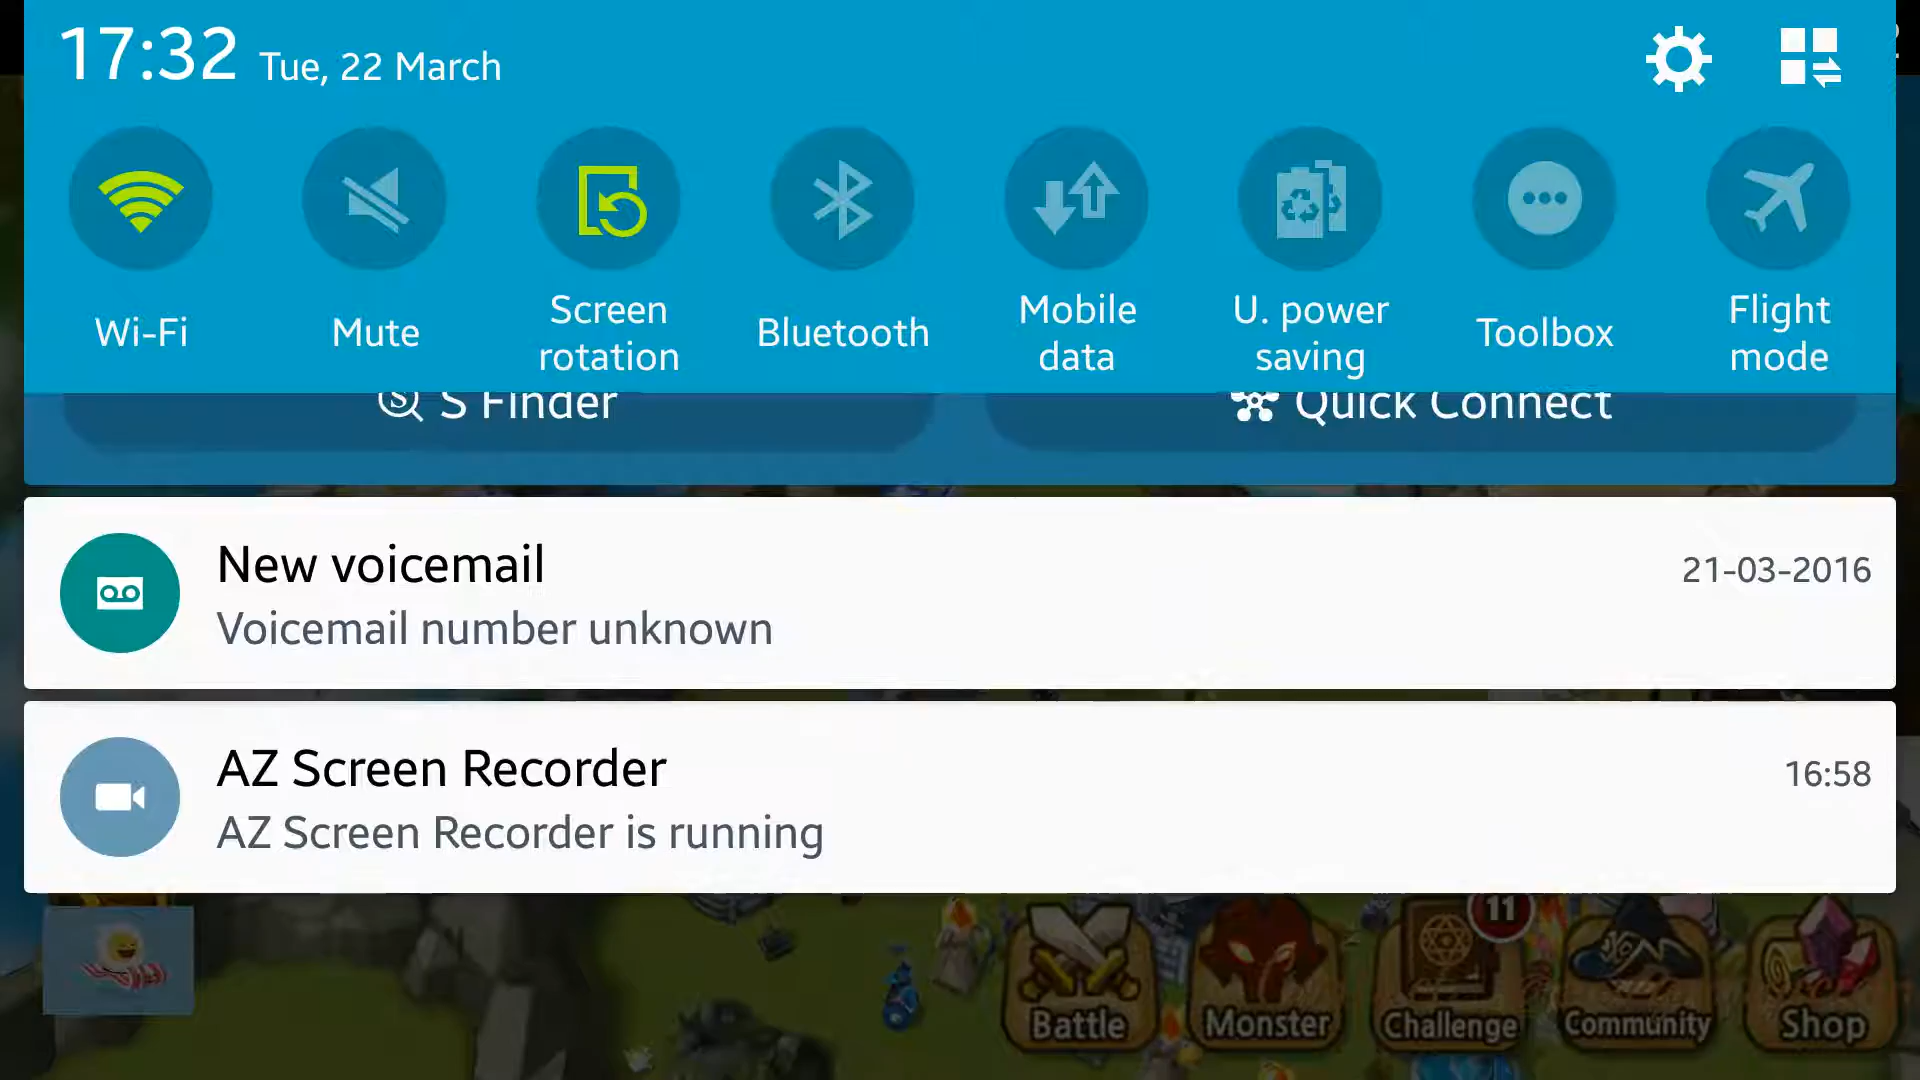 17:32 Tue, 22 March
Wi-Fi
Mute
Screen
rotation
Bluetooth
Mobile
data
U. power
saving
Toolbox
Flight
mode
S Finder
Quick Connect
New voicemail
21-03-2016
Voicemail number unknown
AZ Screen Recorder
16:58
AZ Screen Recorder is running
11
Battle
Monster
Challenge
Community
Shop